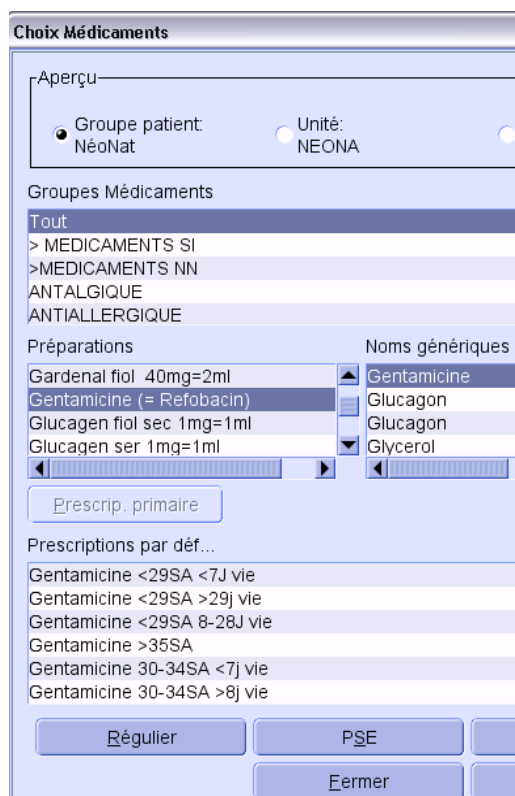 Choix Médicaments
Aperçu
Groupe patient: Unité:
NéoNat NEONA
Groupes Médicaments
Tout
> MEDICAMENTS SI
>MEDICAMENTS NN
ANTALGIQUE
ANTIALLERGIQUE
Préparations Noms génériques
Gardenal fiol 40mg=2ml Gentamicine
Gentamicine (= Refobacin) Glucagon
Glucagen fiol sec 1mg=1ml Glucagon
Glucagen ser 1mg=1ml Glycerol
Prescrip. primaire
Prescriptions par déf...
Gentamicine <29SA <7J vie
Gentamicine <29SA >29j vie
Gentamicine <29SA 8-28J vie
Gentamicine >35SA
Gentamicine 30-34SA <7j vie
Gentamicine 30-34SA >8j vie
Régulier PSE
Fermer